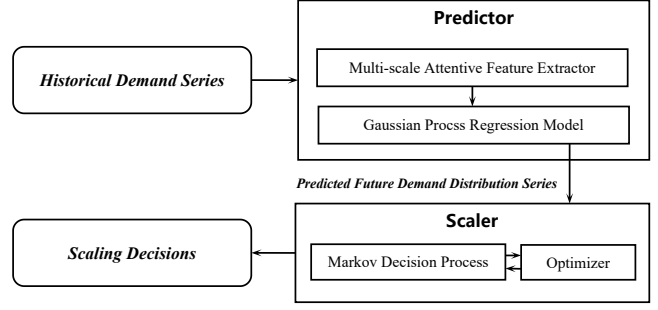 Predictor
Historical Demand Series
Multi-scale Attentive Feature Extractor
Gaussian Procss Regression Model
Predicted Future Demand Distribution Series
Scaler
Scaling Decisions
Markov Decision Process
Optimizer